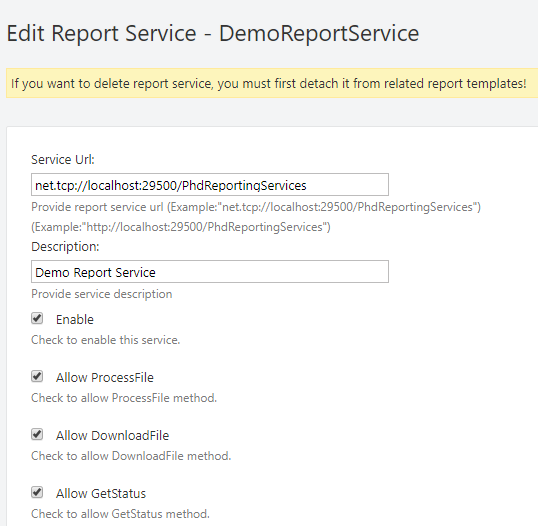 Edit Report Service - DemoReportService
If you want to delete report service, you must first detach it from related report templates!
Service Url:
net.tcp://localhost:29500/PhdReportingServices
Provide report service url (Example:"net.tcp://localhost:29500/PhdReportingServices")
(Example:"http://localhost:29500/PhdReportingServices")
Description:
Demo Report Service
Provide service description
Enable
Check to enable this service.
Allow ProcessFile
Check to allow ProcessFile method.
Allow DownloadFile
Check to allow DownloadFile method.
Allow GetStatus
Check to allow GetStatus method.